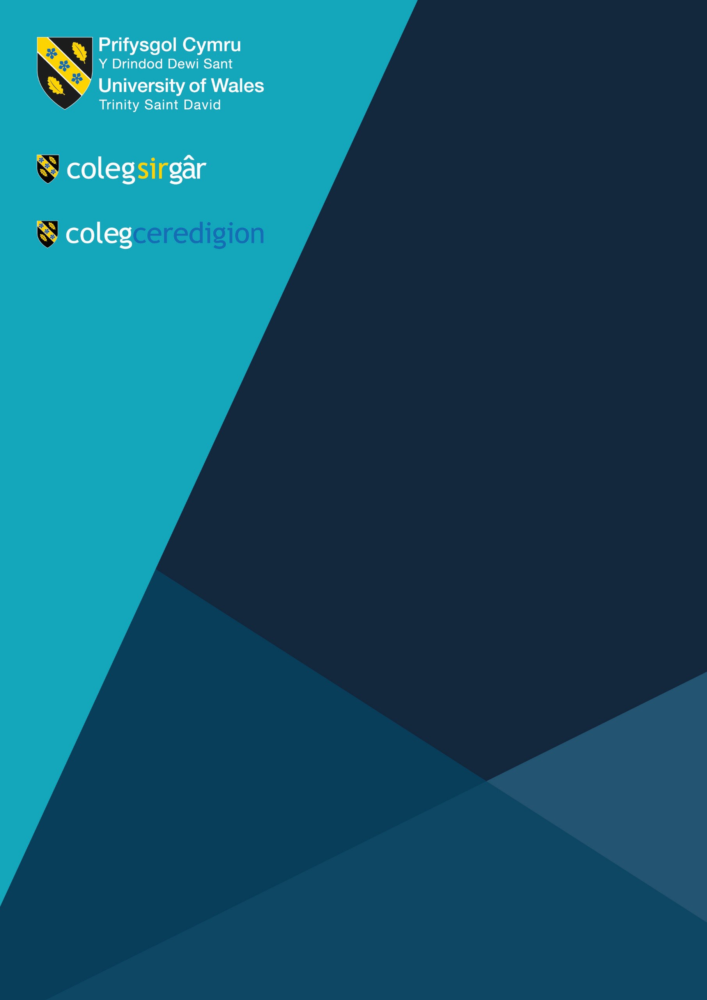 Prifysgol Cymru
Y Drindod Dewi Sant
University of Wales
Trinity Saint David
colegsirgâr
colegceredigion